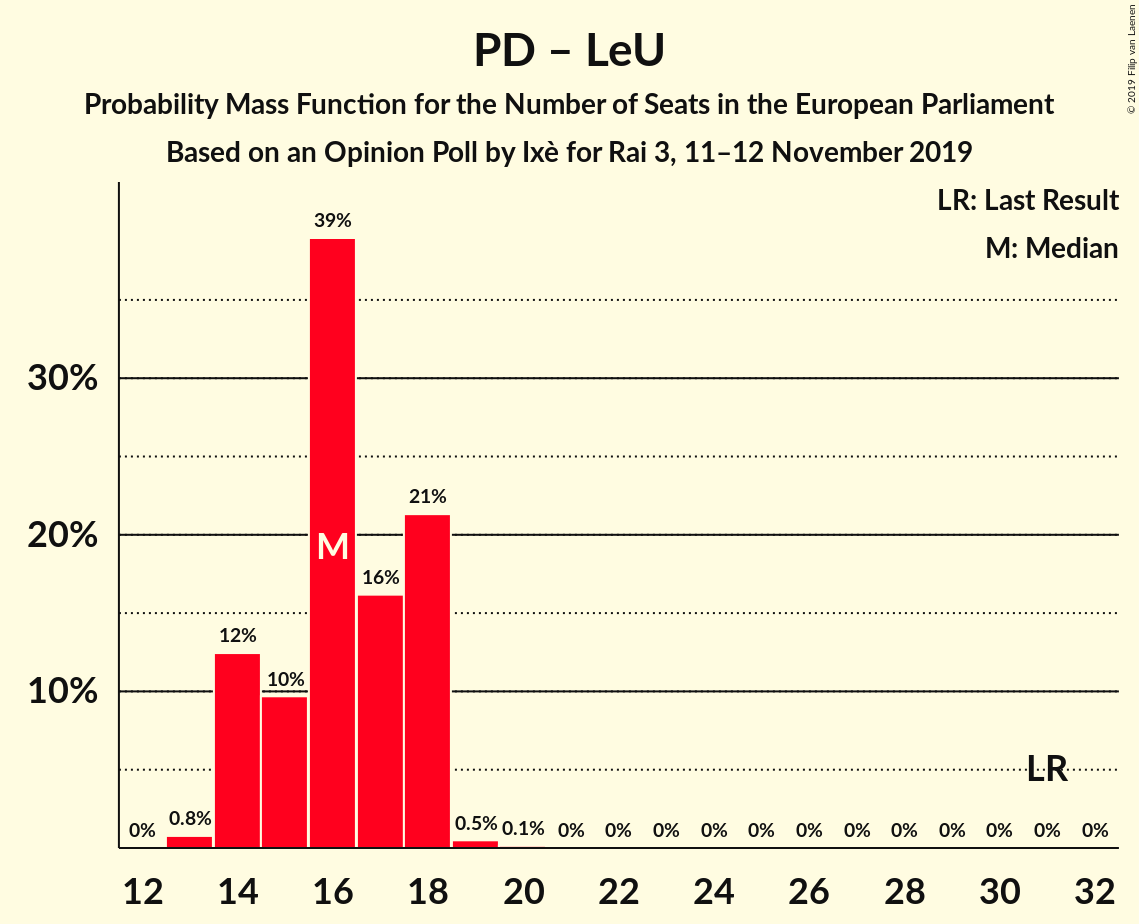 PD – LeU
Probability Mass Function for the Number of Seats in the European Parliament
Based on an Opinion Poll by Ixè for Rai 3, 11–12 November 2019
© 2019 Filip van Laenen
LR: Last Result
M: Median
39%
30%
21%
20%
M
16%
12%
10%
10%
LR
0% 0.8% 0.5% 0.1% 0% 0% 0% 0% 0% 0% 0% 0% 0% 0% 0% 0%
12 14 16 18 20 22 24 26 28 30 32